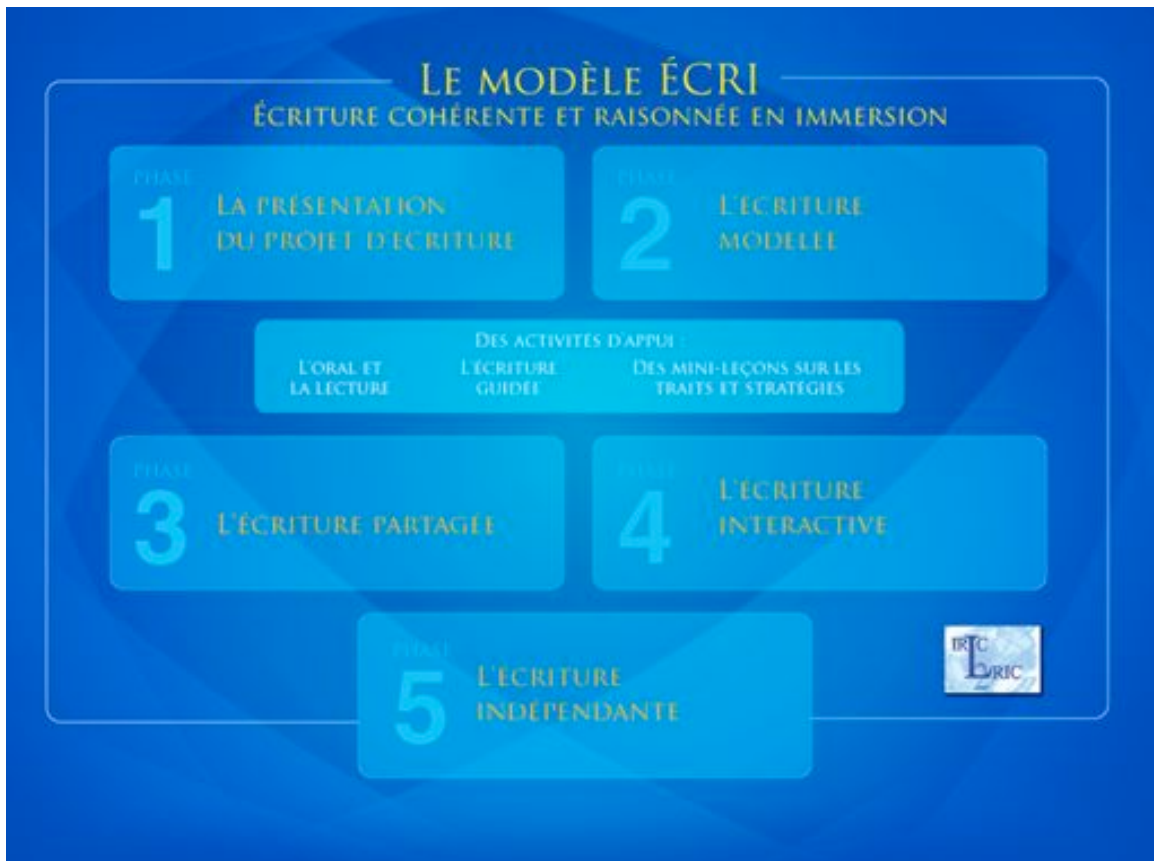 LE MODÈLE ÉCRI
ÉCRITURE COHÉRENTE ET RAISONNÉE EN IMMERSION
PHASE
1
LA PRÉSENTATION
DU PROJET D'ÉCRITURE
PHASE
2
L'ÉCRITURE
MODELÉE
DES ACTIVITÉS D'APPUI :
L'ORAL ET
LA LECTURE
L'ÉCRITURE
GUIDÉE
DES MINI-LEÇONS SUR LES
TRAITS ET STRATÉGIES
PHASE
3
L'ÉCRITURE PARTAGÉE
PHASE
4
L'ÉCRITURE
INTERACTIVE
PHASE
5
L'ÉCRITURE
INDÉPENDANTE